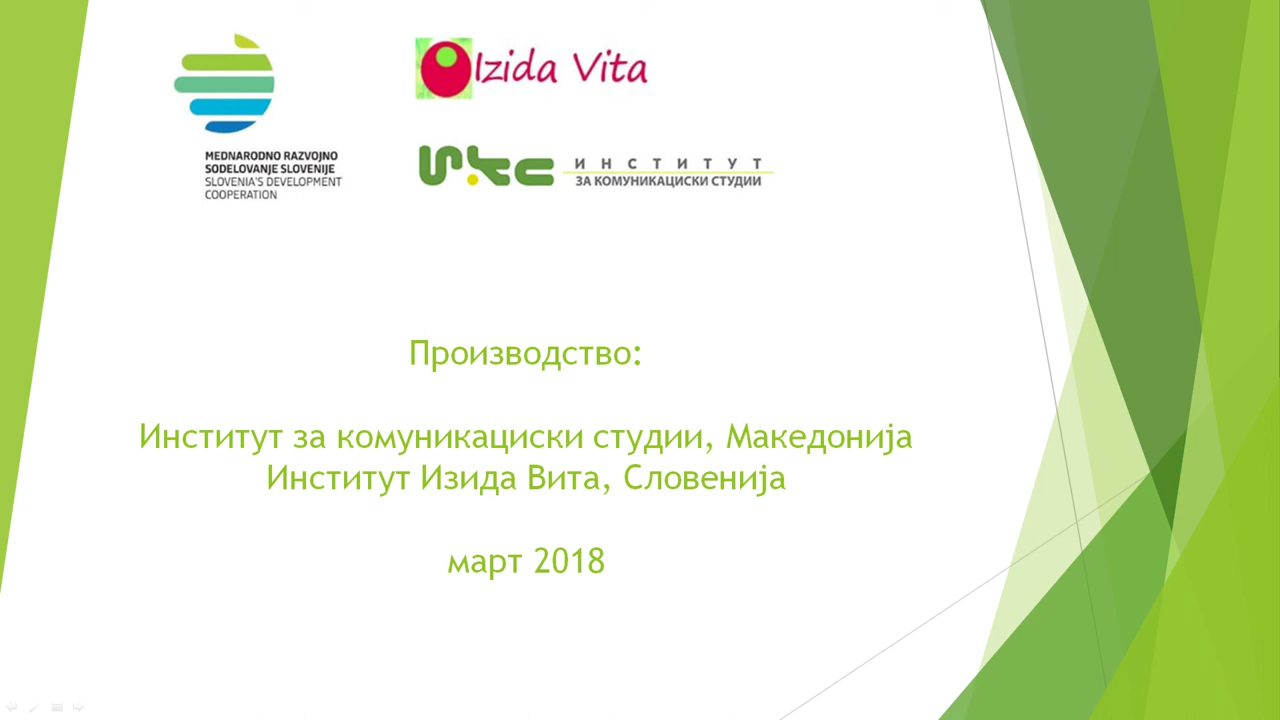 MEDNARODNO RAZVOJNO
SODELOVANJE SLOVENIJE
SLOVENIA'S DEVELOPMENT
COOPERATION
Izida Vita
ИНСТИТУТ
ЗА КОМУНИКАЦИСКИ СТУДИИ
Производство:
Институт за комуникациски студии, Македонија
Институт Изида Вита, Словенија
март 2018